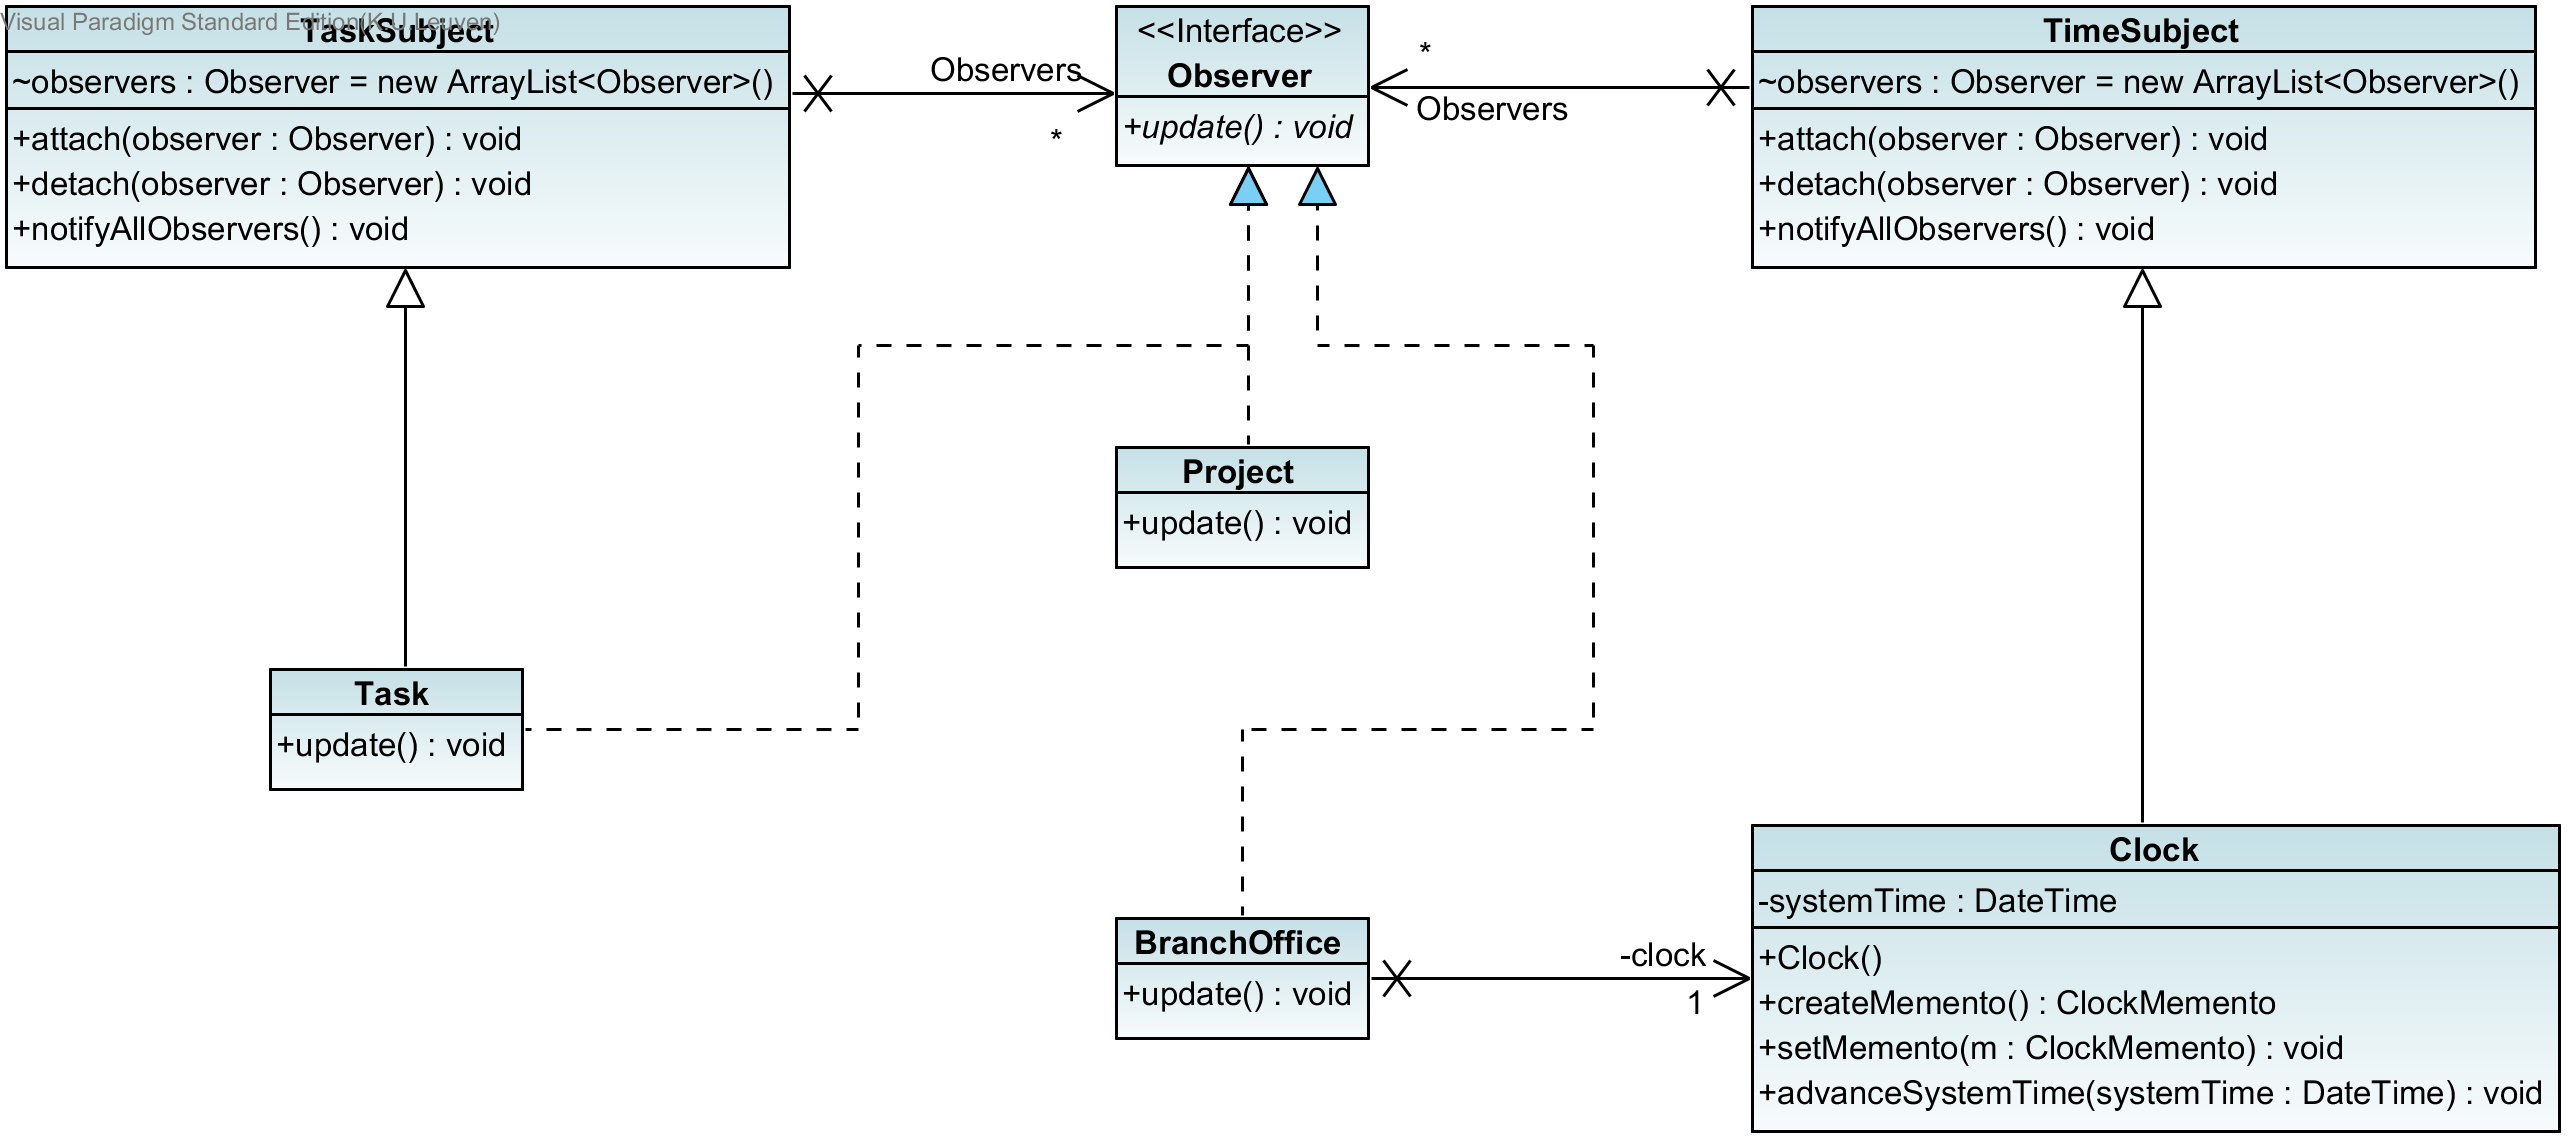 Visual Paradigm Standard Edition(K.U.Leuven)
TaskSubject
~observers : Observer = new ArrayList<Observer>()
+attach(observer : Observer) : void
+detach(observer : Observer) : void
+notifyAllObservers() : void
Observers
*
<<Interface>>
Observer
+update() : void
*
Observers
TimeSubject
~observers : Observer = new ArrayList<Observer>()
+attach(observer : Observer) : void
+detach(observer : Observer) : void
+notifyAllObservers() : void
Project
+update() : void
Task
+update() : void
BranchOffice
+update() : void
-clock
1
Clock
-systemTime : DateTime
+Clock()
+createMemento() : ClockMemento
+setMemento(m : ClockMemento) : void
+advanceSystemTime(systemTime : DateTime) : void